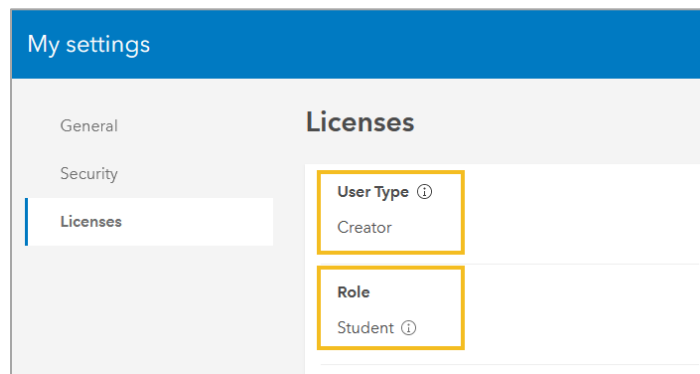 My settings
General
Security
Licenses
Licenses
User Type
Creator
Role
Student